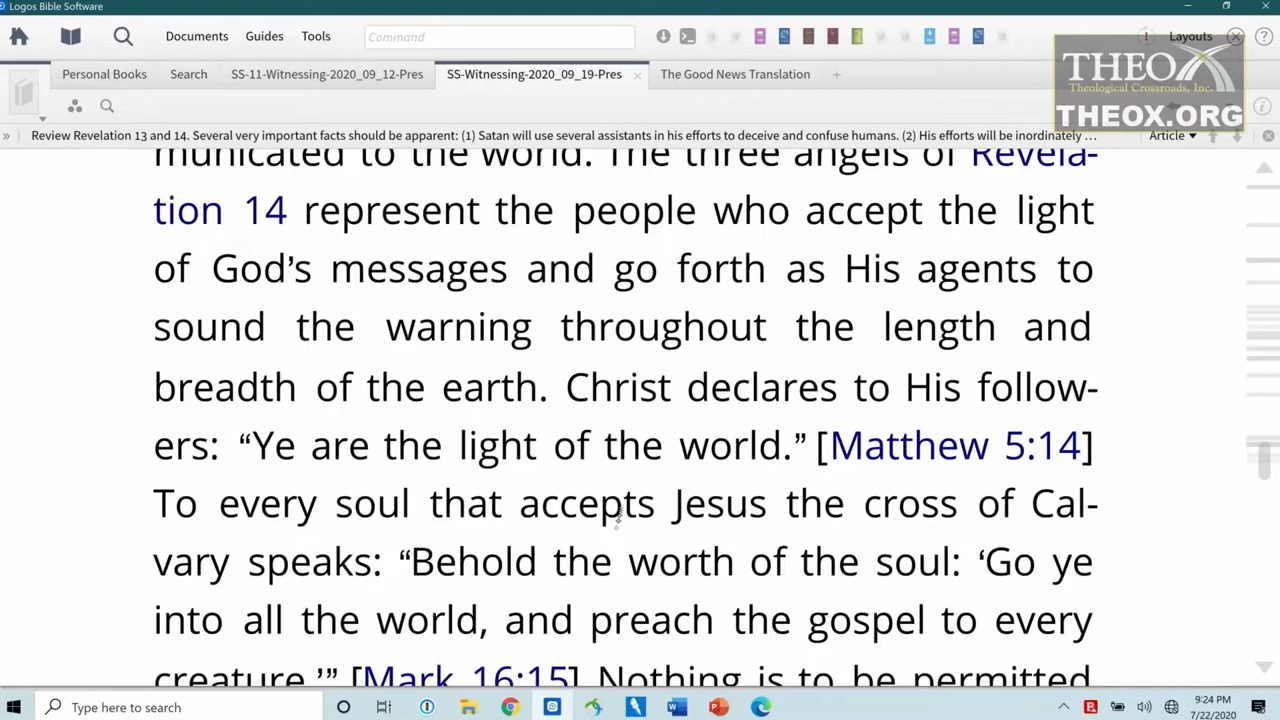 Logos Bible Software
Documents Guides Tools Command Layouts
Personal Books Search SS-11-Witnessing-2020_09_12-Pres SS-Witnessing-2020_09_19-Pres The Good News Translation
THEOX
Theological Crossroads, Inc.
THEOX.ORG
Review Revelation 13 and 14. Several very important facts should be apparent: (1) Satan will use several assistants in his efforts to deceive and confuse humans. (2) His efforts will be inordinately ... Article
municated to the world. The three angels of Revela-
tion 14 represent the people who accept the light
of God’s messages and go forth as His agents to
sound the warning throughout the length and
breadth of the earth. Christ declares to His follow-
ers: “Ye are the light of the world.” [Matthew 5:14]
To every soul that accepts Jesus the cross of Cal-
vary speaks: “Behold the worth of the soul: ‘Go ye
into all the world, and preach the gospel to every
creature.’” [Mark 16:15] Nothing is to be permitted
Type here to search
9:24 PM
7/22/2020